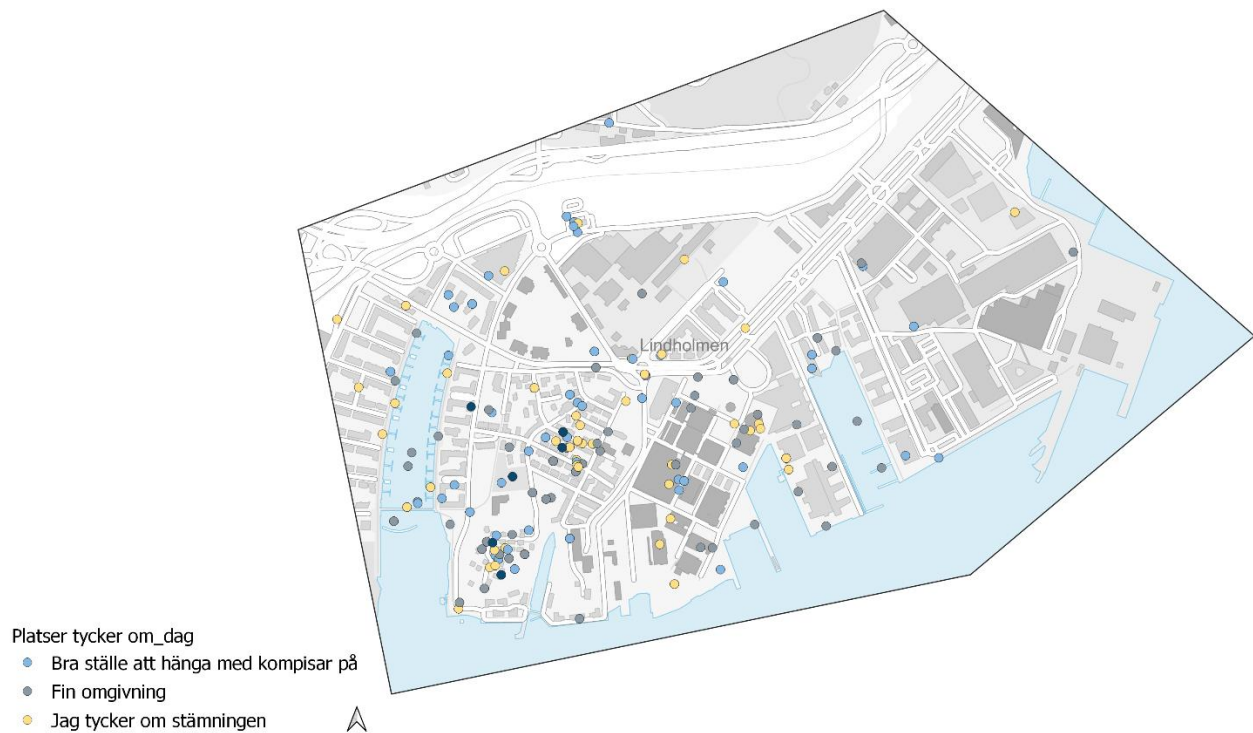 Lindholmen
Platser tycker om_dag
Bra ställe att hänga med kompisar på
Fin omgivning
Jag tycker om stämningen